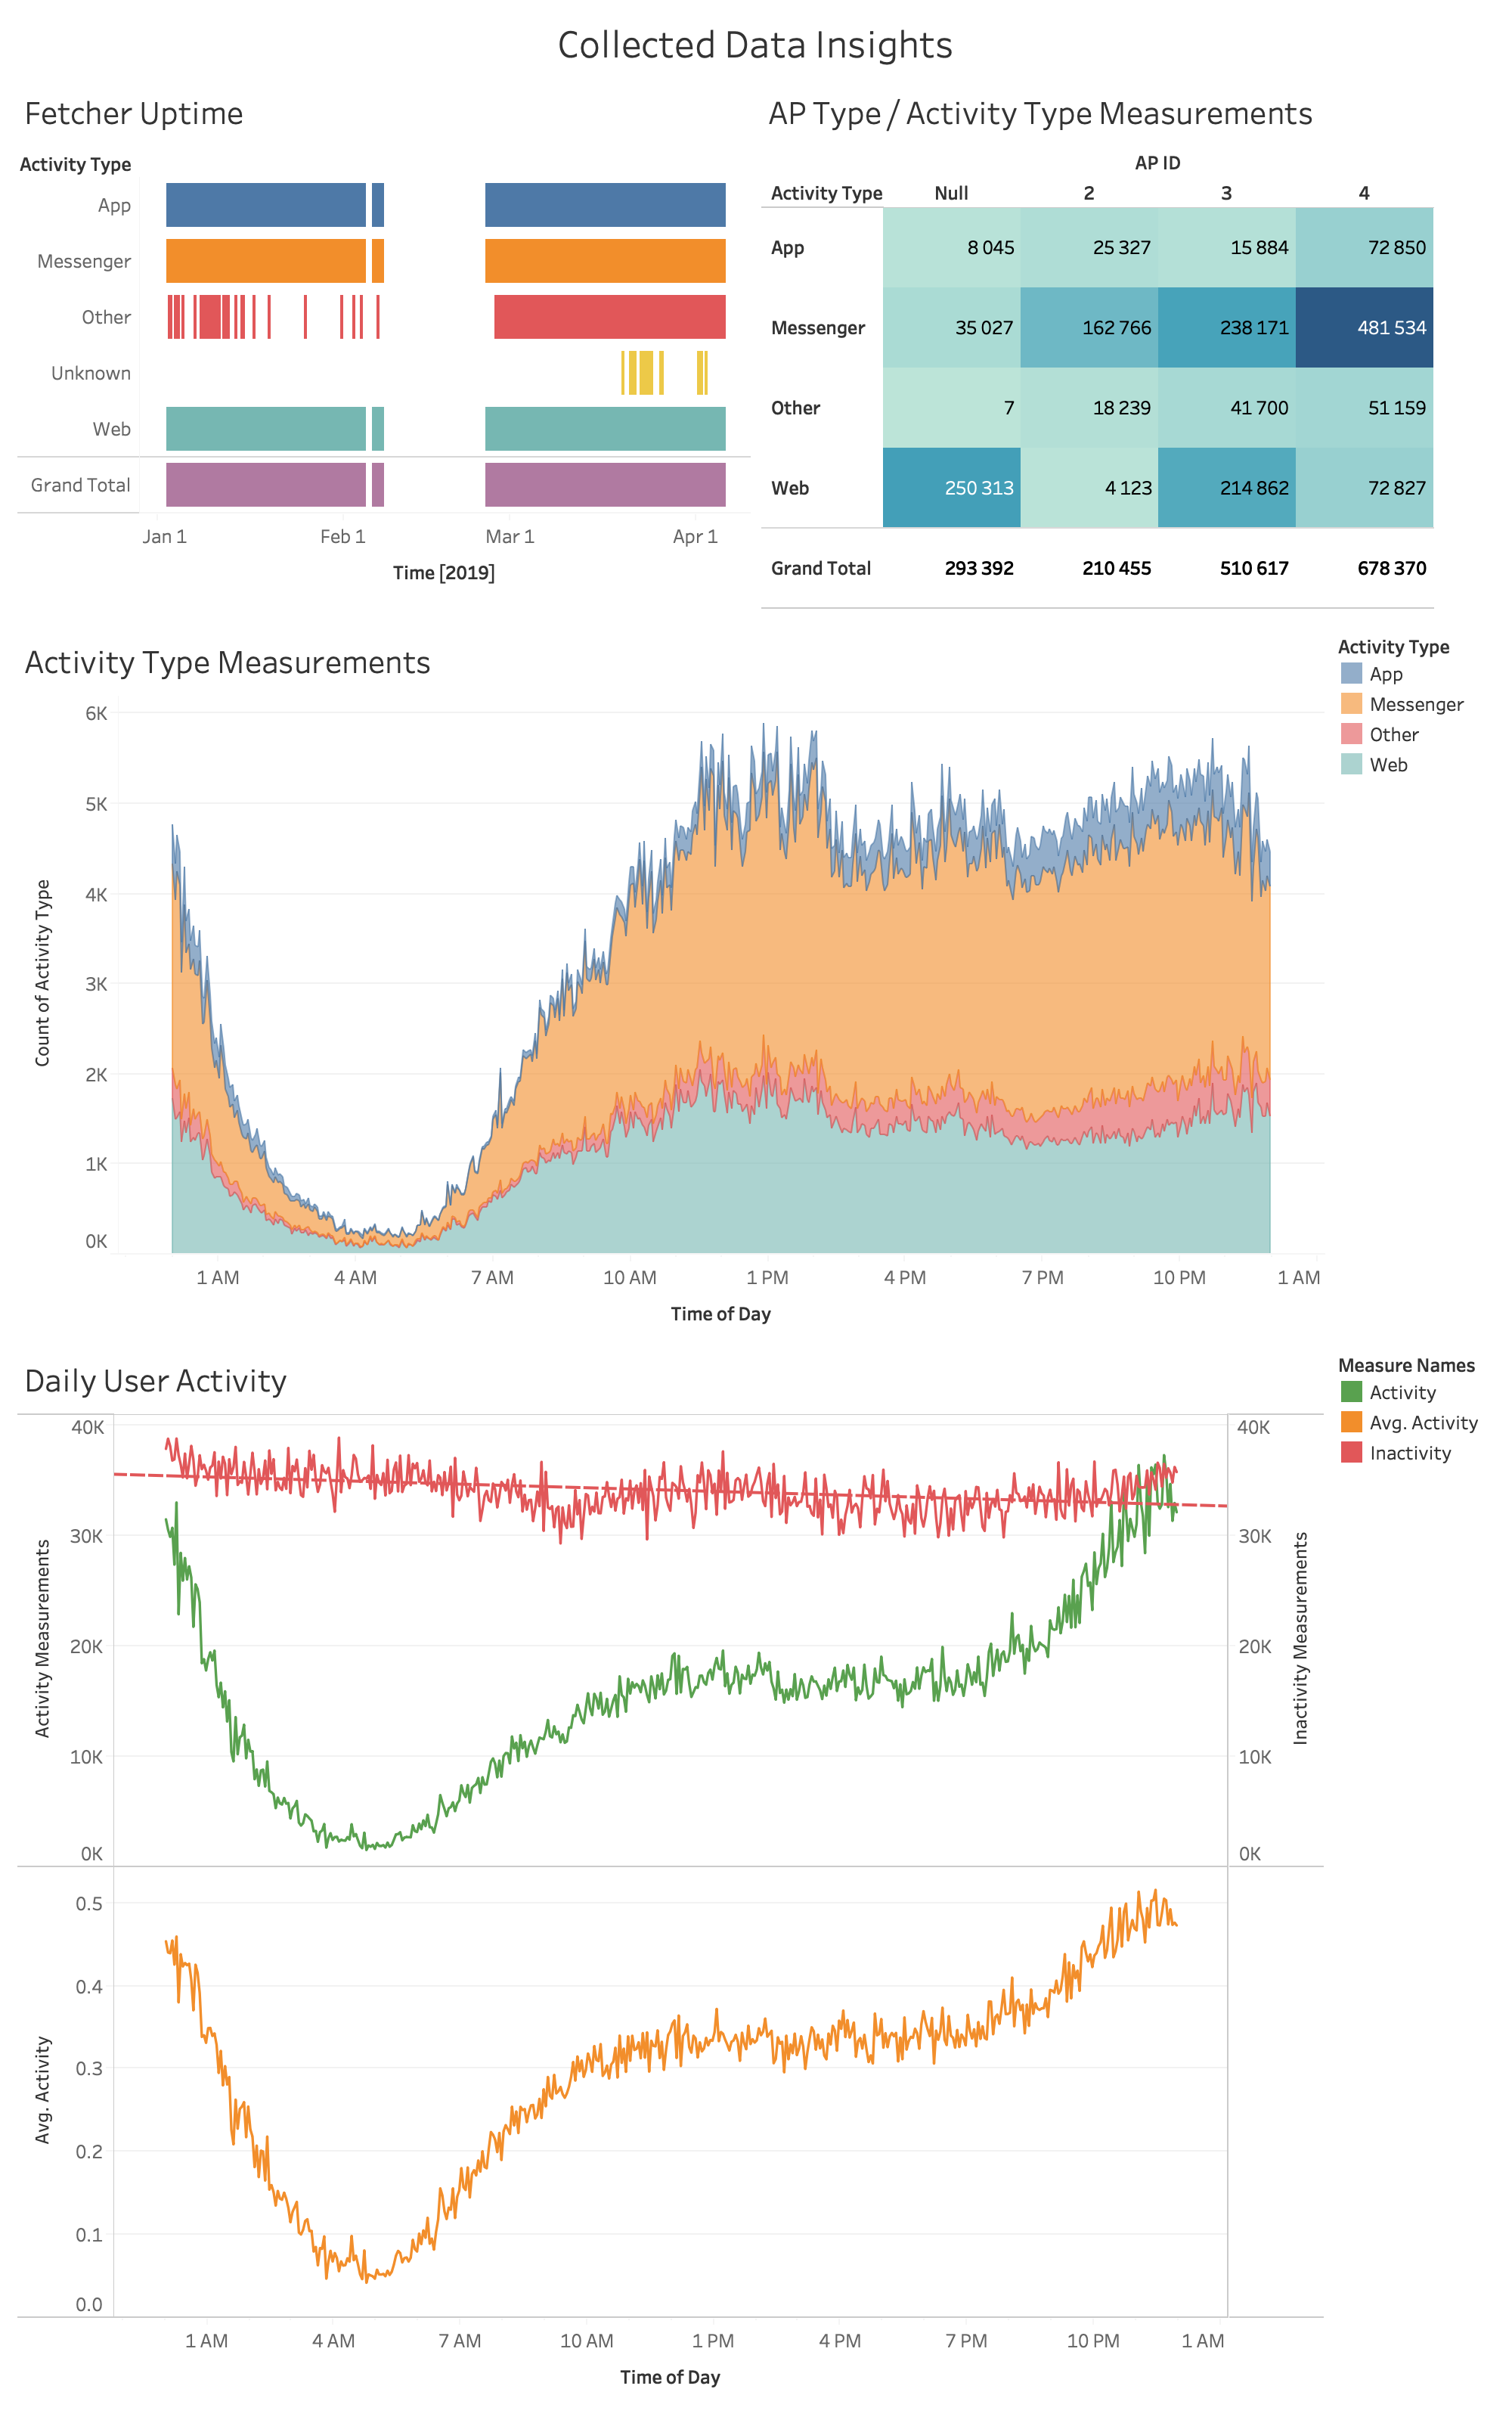 Collected Data Insights
Fetcher Uptime
Activity Type
App
Messenger
Other
Unknown
Web
Grand Total
Jan 1 Feb 1 Mar 1 Apr 1
Time [2019]
AP Type / Activity Type Measurements
AP ID
Activity Type Null 2 3 4
App 8 045 25 327 15 884 72 850
Messenger 35 027 162 766 238 171 481 534
Other 7 18 239 41 700 51 159
Web 250 313 4 123 214 862 72 827
Grand Total 293 392 210 455 510 617 678 370
Activity Type Measurements
Activity Type
App
Messenger
Other
Web
6K
5K
4K
3K
2K
1K
0K
Count of Activity Type
1 AM 4 AM 7 AM 10 AM 1 PM 4 PM 7 PM 10 PM 1 AM
Time of Day
Daily User Activity
Measure Names
Activity
Avg. Activity
Inactivity
40K
30K
20K
10K
0K
Activity Measurements
40K
30K
20K
10K
0K
Inactivity Measurements
0.5
0.4
0.3
0.2
0.1
0.0
Avg. Activity
1 AM 4 AM 7 AM 10 AM 1 PM 4 PM 7 PM 10 PM 1 AM
Time of Day